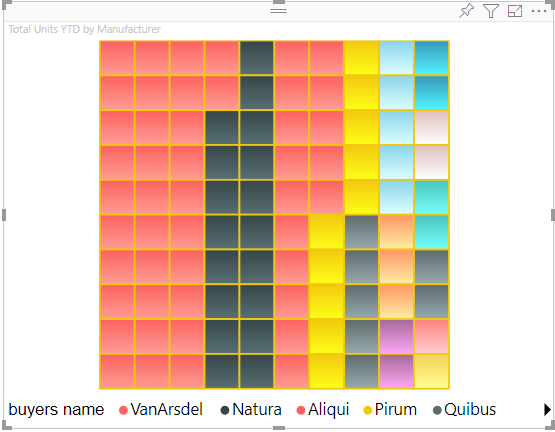 Total Units YTD by Manufacturer
buyers name VanArsdel Natura Aliqui Pirum Quibus